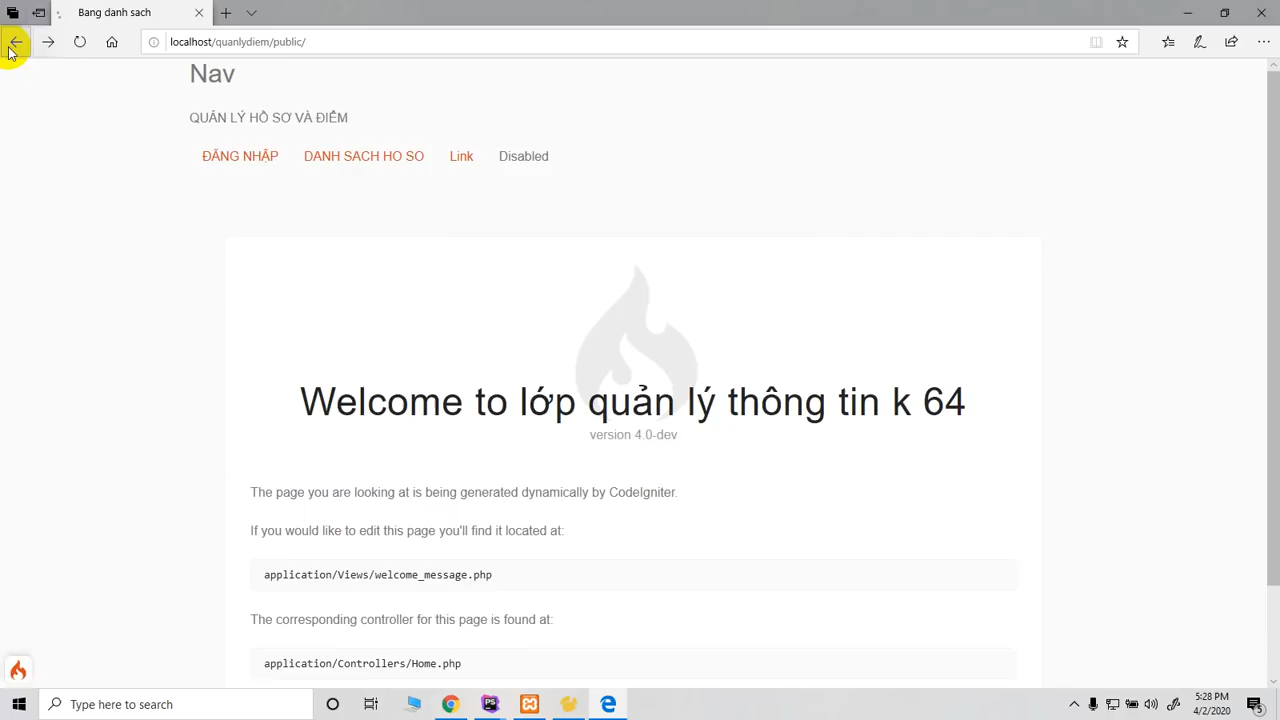 Bang danh sach
localhost/quanlydiem/public/
Nav
QUẢN LÝ HỒ SƠ VÀ ĐIỂM
ĐĂNG NHẬP DANH SACH HO SO Link Disabled
Welcome to lớp quản lý thông tin k 64
version 4.0-dev
The page you are looking at is being generated dynamically by CodeIgniter.
If you would like to edit this page you'll find it located at:
application/Views/welcome_message.php
The corresponding controller for this page is found at:
application/Controllers/Home.php
Type here to search
PS
5:28 PM
4/2/2020
5